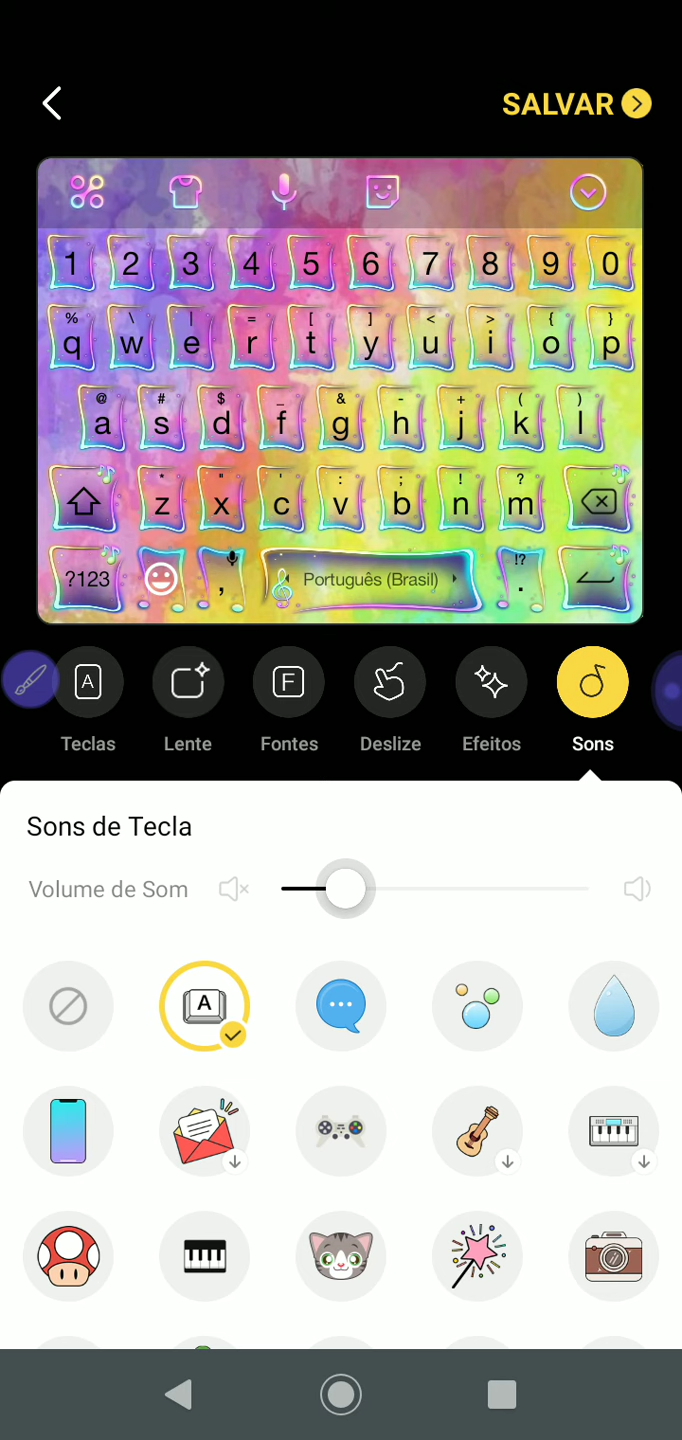 SALVAR
1 2 3 4 5 6 7 8 9 0
% \ | = [ ] < > { }
q w e r t y u i o p
@ # $ _ & - + ( )
a s d f g h j k l
* " ' : ; ! ?
z x c v b n m
!?
?123 , Português (Brasil) .
A F
Teclas Lente Fontes Deslize Efeitos Sons
Sons de Tecla
Volume de Som
A